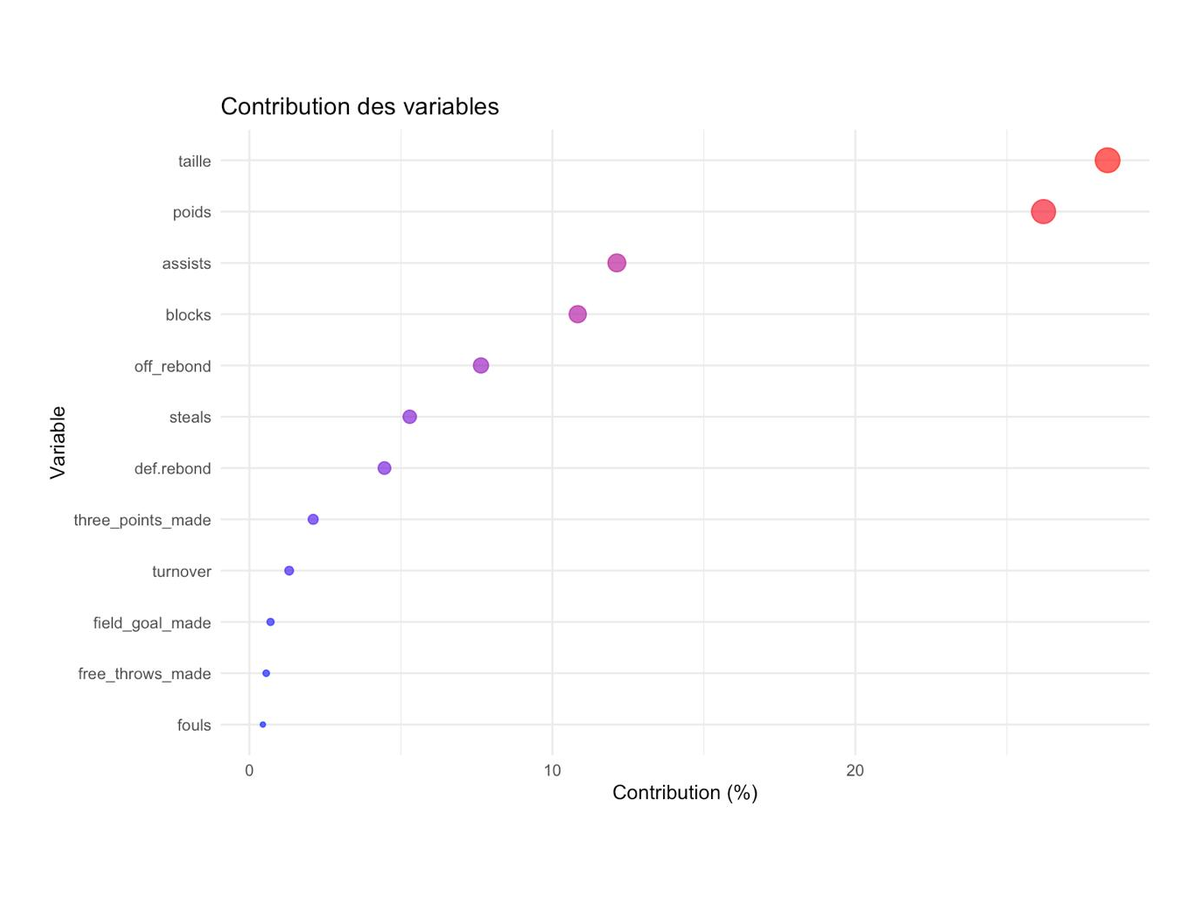 Contribution des variables
taille
poids
assists
blocks
off_rebond
steals
def.rebond
three_points_made
turnover
field_goal_made
free_throws_made
fouls
Variable
0
10
20
Contribution (%)